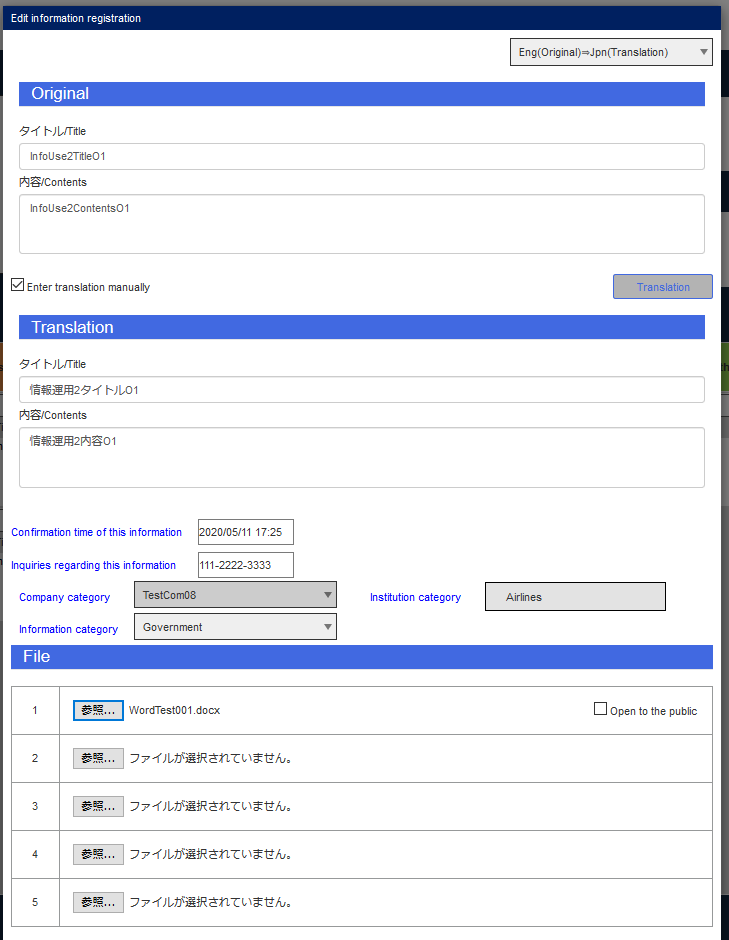 Edit information registration
Eng(Original)⇒Jpn(Translation)
Original
タイトル/Title
InfoUse2TitleO1
内容/Contents
InfoUse2ContentsO1
Enter translation manually
Translation
Translation
タイトル/Title
情報運用2タイトルO1
内容/Contents
情報運用2内容O1
Confirmation time of this information 2020/05/11 17:25
Inquiries regarding this information 111-2222-3333
Company category TestCom08 Institution category Airlines
Information category Government
File
1 参照... WordTest001.docx Open to the public
2 参照... ファイルが選択されていません。
3 参照... ファイルが選択されていません。
4 参照... ファイルが選択されていません。
5 参照... ファイルが選択されていません。